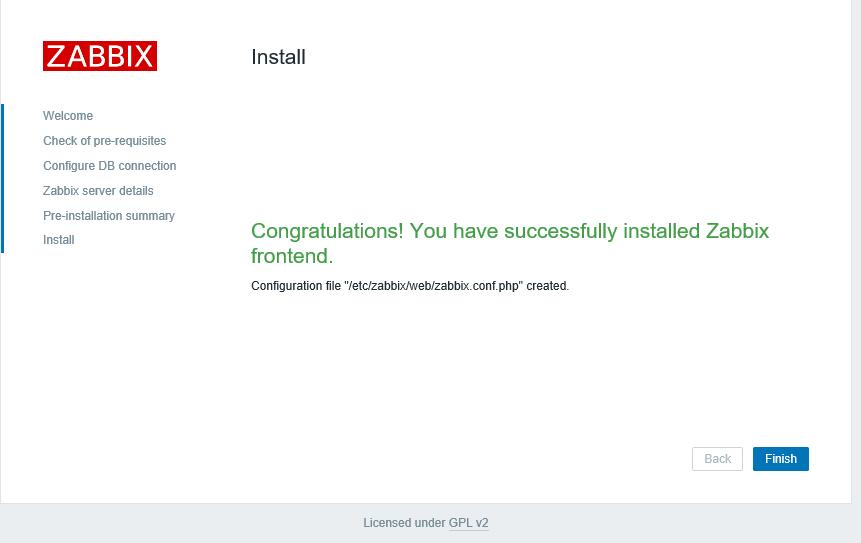 ZABBIX
Install
Welcome
Check of pre-requisites
Configure DB connection
Zabbix server details
Pre-installation summary
Install
Congratulations! You have successfully installed Zabbix
frontend.
Configuration file "/etc/zabbix/web/zabbix.conf.php" created.
Back
Finish
Licensed under GPL v2